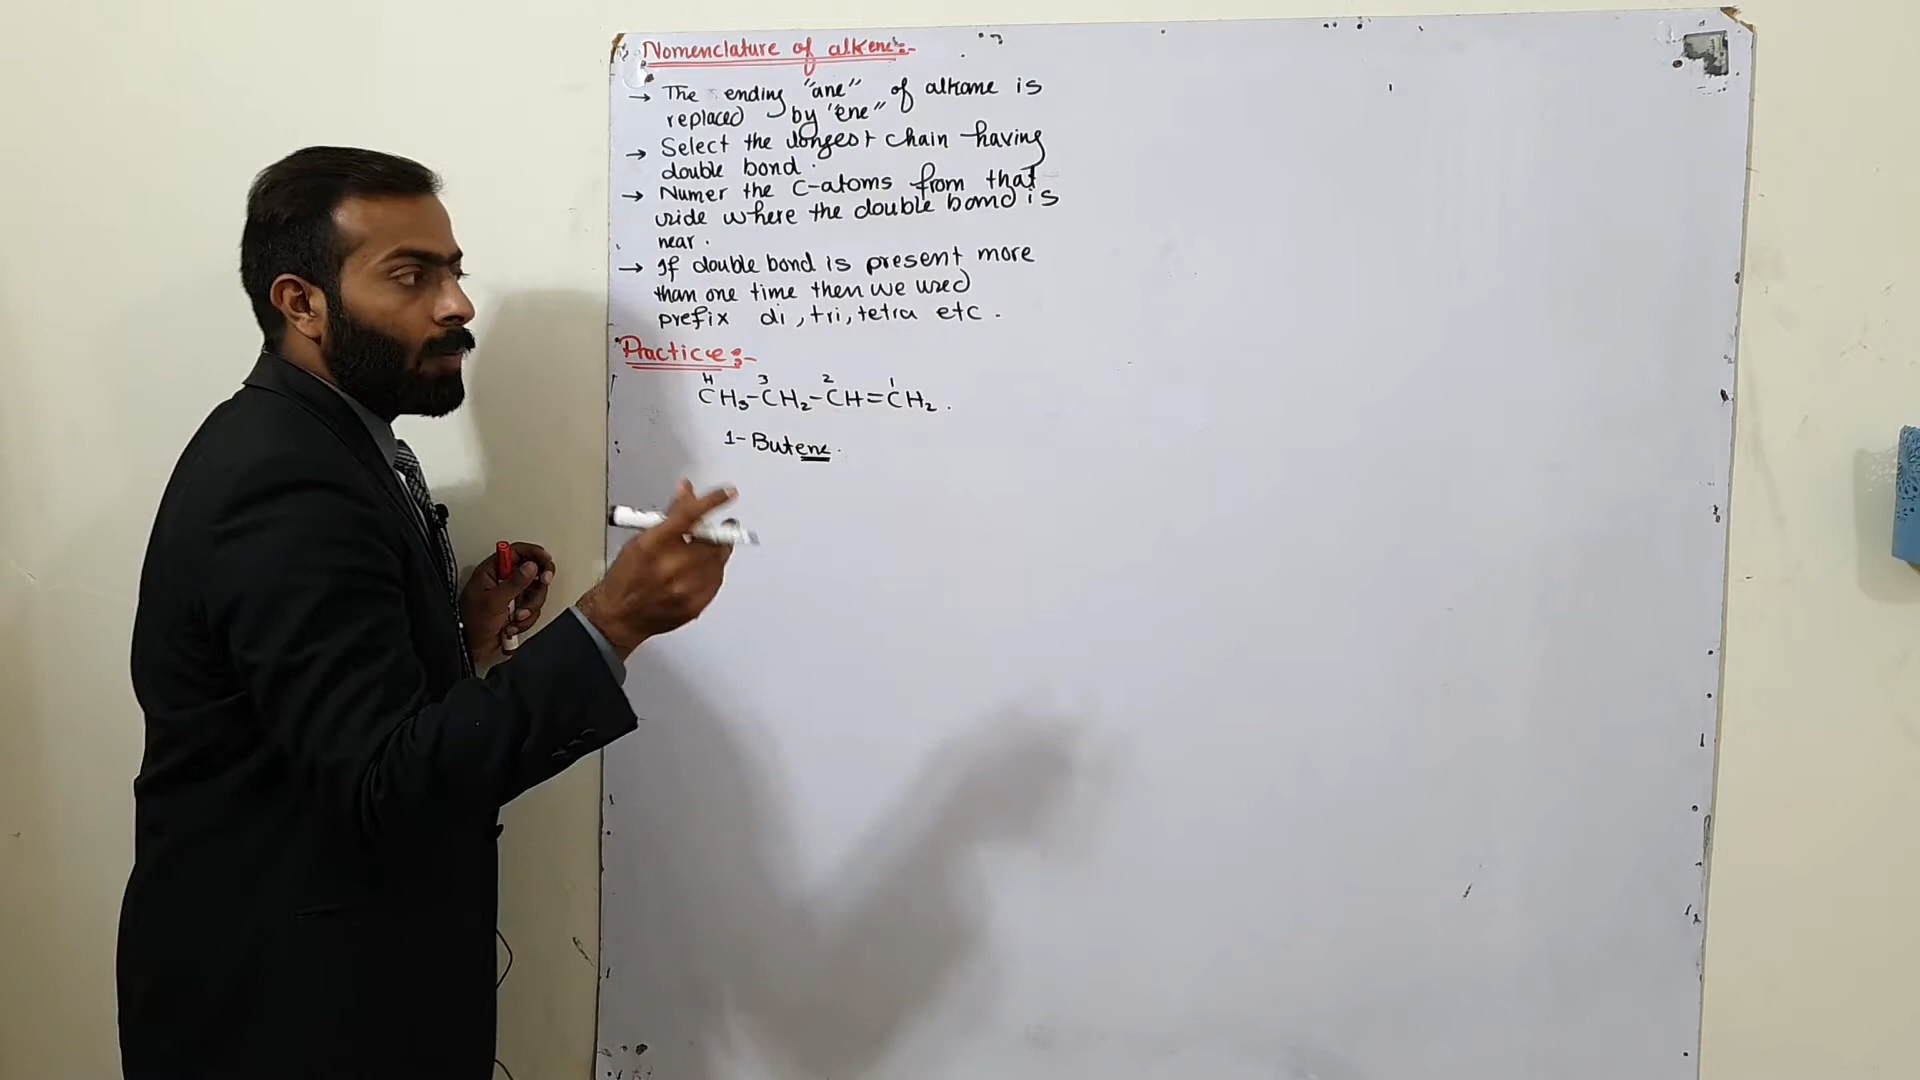 Nomenclature of alkene:-
→ The ending "ane" of alkane is
replaced by "ene"
→ Select the longest chain having
double bond.
→ Numer the C-atoms from that
side where the double bond is
near.
→ If double bond is present more
than one time then we used
prefix di, tri, tetra etc.
Practice:-
4 3 2 1
CH₃-CH₂-CH=CH₂.
1-Butene.